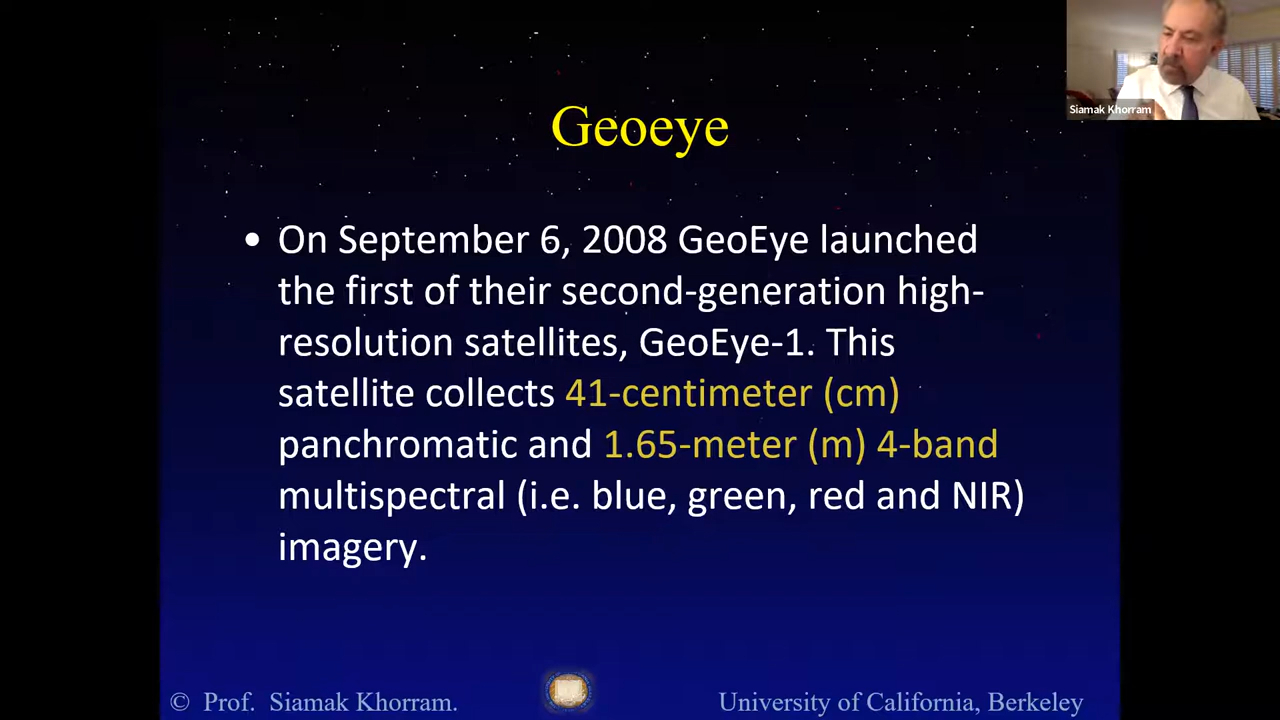 Siamak Khorram
Geoeye
• On September 6, 2008 GeoEye launched
the first of their second-generation high-
resolution satellites, GeoEye-1. This
satellite collects 41-centimeter (cm)
panchromatic and 1.65-meter (m) 4-band
multispectral (i.e. blue, green, red and NIR)
imagery.
© Prof. Siamak Khorram.
University of California, Berkeley